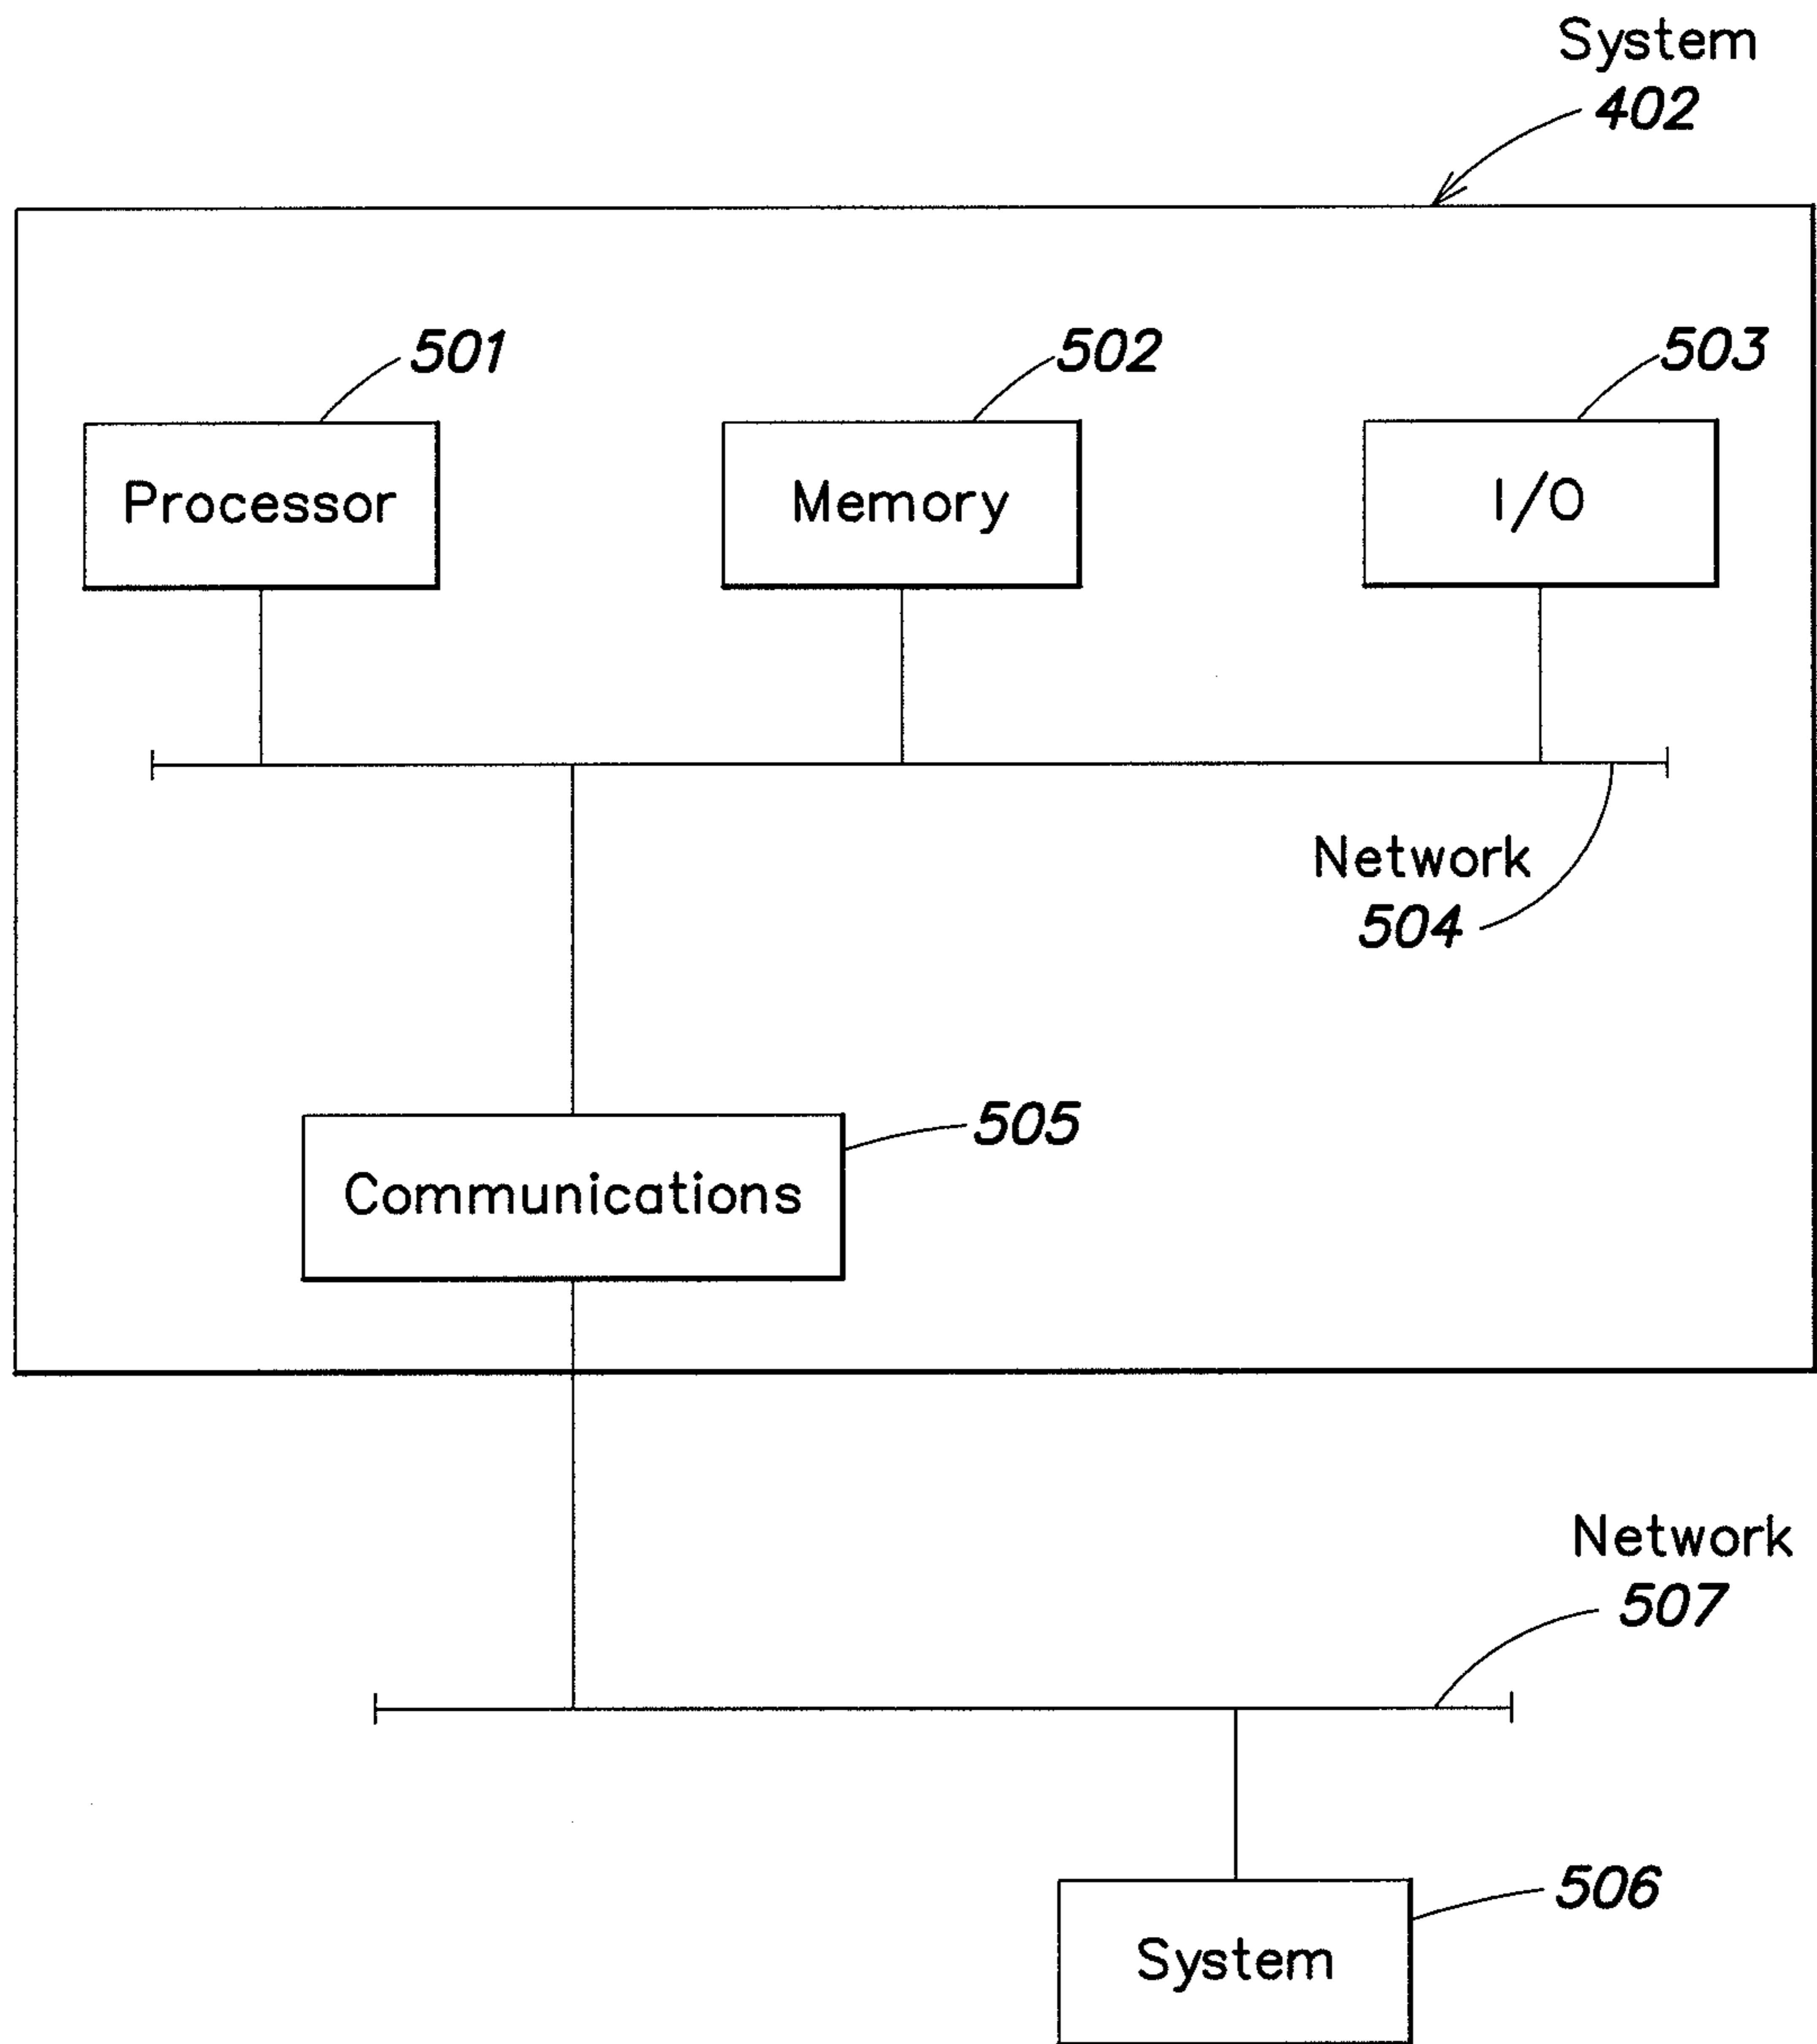 System
402
501
502
503
Processor
Memory
I/O
Network
504
505
Communications
Network
507
506
System